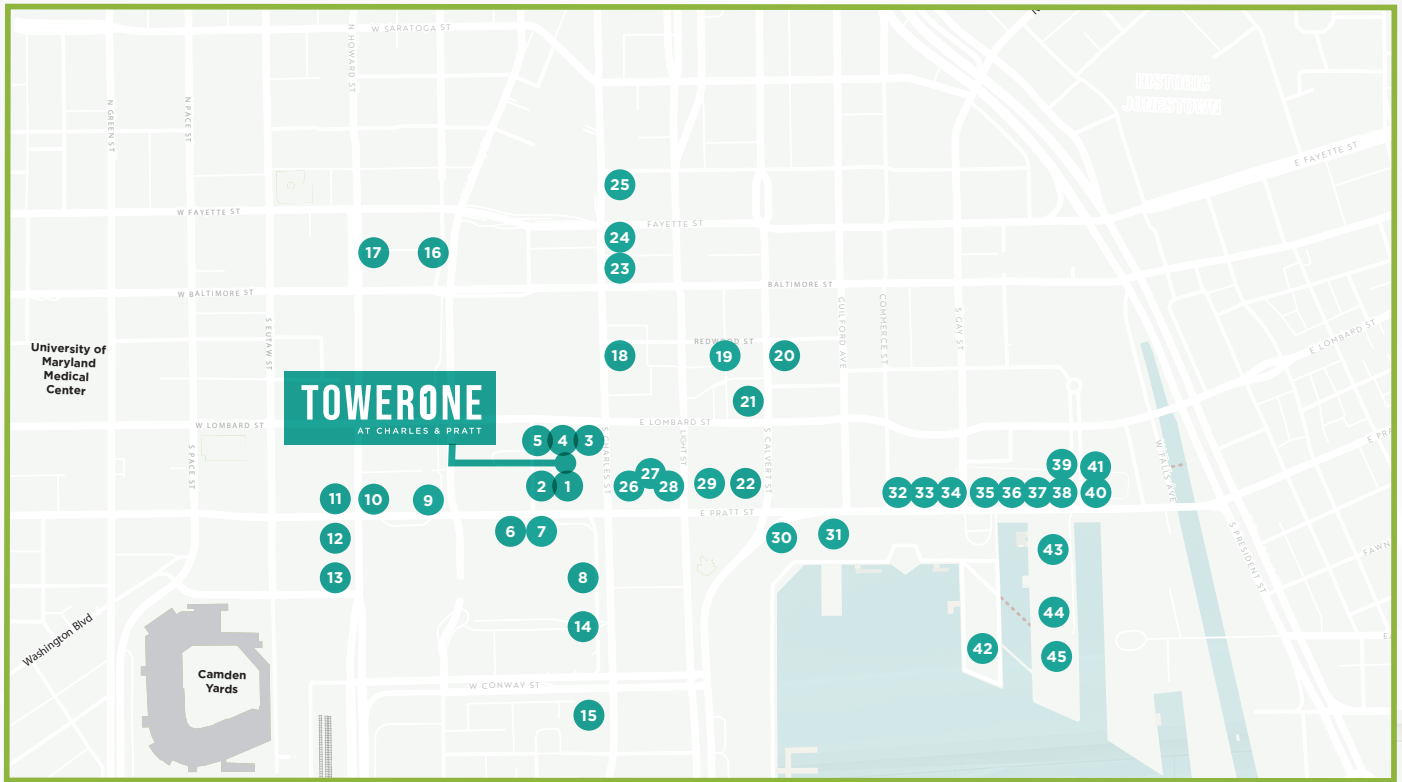 W SARATOGA ST
N HOWARD ST
HISTORIC
JONESTOWN
N GREEN ST
N PACE ST
E FAYETTE ST
25
W FAYETTE ST
FAYETTE ST
24
17
16
23
BALTIMORE ST
W BALTIMORE ST
GUILFORD AVE
COMMERCE ST
S GAY ST
S EUTAW ST
E LOMBARD ST
University of
Maryland
Medical
Center
REDWOOD ST
18
19
20
TOWERONE
AT CHARLES & PRATT
21
W LOMBARD ST
E LOMBARD ST
5
4
3
S PACE ST
S CHARLES ST
LIGHT ST
S CALVERT ST
W FALLS AVE
27
39
41
2
1
26
28
29
22
32
33
34
35
36
37
38
40
11
10
9
E PRATT ST
6
7
12
30
31
43
S PRESIDENT ST
13
8
Washington Blvd
14
44
42
45
Camden
Yards
W CONWAY ST
15